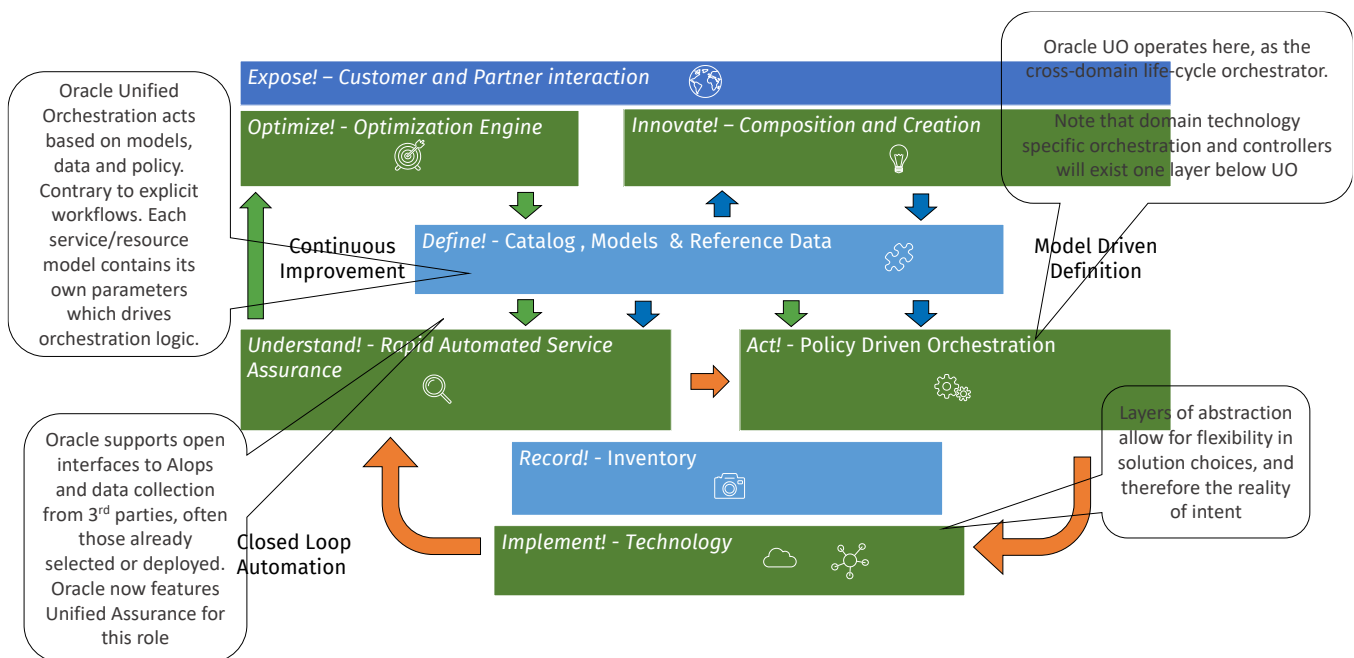 Expose! – Customer and Partner interaction
Optimize! - Optimization Engine
Innovate! – Composition and Creation
Oracle UO operates here, as the
cross-domain life-cycle orchestrator.
Note that domain technology
specific orchestration and controllers
will exist one layer below UO
Oracle Unified
Orchestration acts
based on models,
data and policy.
Contrary to explicit
workflows. Each
service/resource
model contains its
own parameters
which drives
orchestration logic.
Continuous
Improvement
Define! - Catalog , Models & Reference Data
Model Driven
Definition
Understand! - Rapid Automated Service
Assurance
Act! - Policy Driven Orchestration
Oracle supports open
interfaces to AIops
and data collection
from 3rd parties, often
those already
selected or deployed.
Oracle now features
Unified Assurance for
this role
Layers of abstraction
allow for flexibility in
solution choices, and
therefore the reality
of intent
Record! - Inventory
Closed Loop
Automation
Implement! - Technology